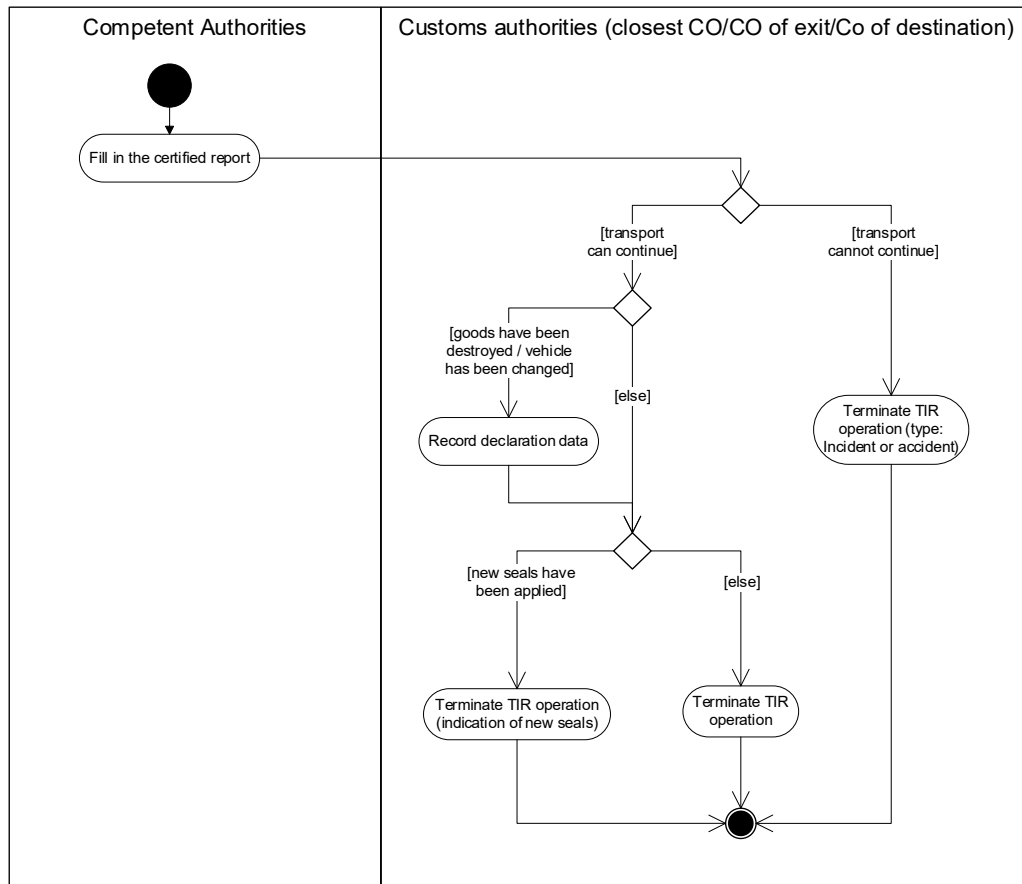 Competent Authorities
Customs authorities (closest CO/CO of exit/Co of destination)
Fill in the certified report
[transport
can continue]
[transport
cannot continue]
[goods have been
destroyed / vehicle
has been changed]
[else]
Terminate TIR
operation (type:
Incident or accident)
Record declaration data
[new seals have
been applied]
[else]
Terminate TIR operation
(indication of new seals)
Terminate TIR
operation